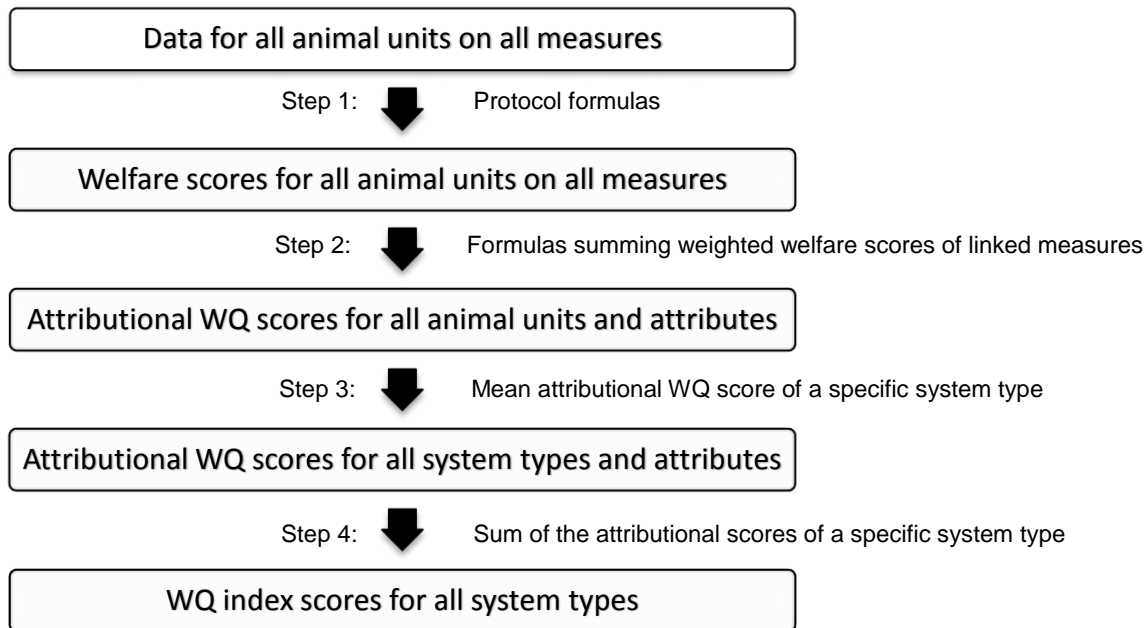 Data for all animal units on all measures
Step 1: Protocol formulas
Welfare scores for all animal units on all measures
Step 2: Formulas summing weighted welfare scores of linked measures
Attributional WQ scores for all animal units and attributes
Step 3: Mean attributional WQ score of a specific system type
Attributional WQ scores for all system types and attributes
Step 4: Sum of the attributional scores of a specific system type
WQ index scores for all system types